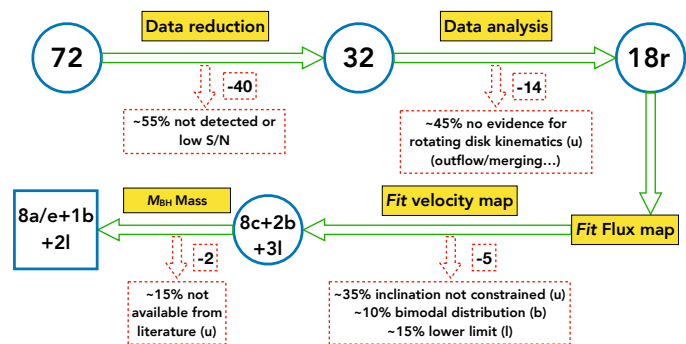 Data reduction
Data analysis
72
32
18r
-40
-14
~55% not detected or
low S/N
~45% no evidence for
rotating disk kinematics (u)
(outflow/merging…)
MBH Mass
Fit velocity map
Fit Flux map
8a/e+1b
+2l
8c+2b
+3l
-2
-5
~15% not
available from
literature (u)
~35% inclination not constrained (u)
~10% bimodal distribution (b)
~15% lower limit (l)